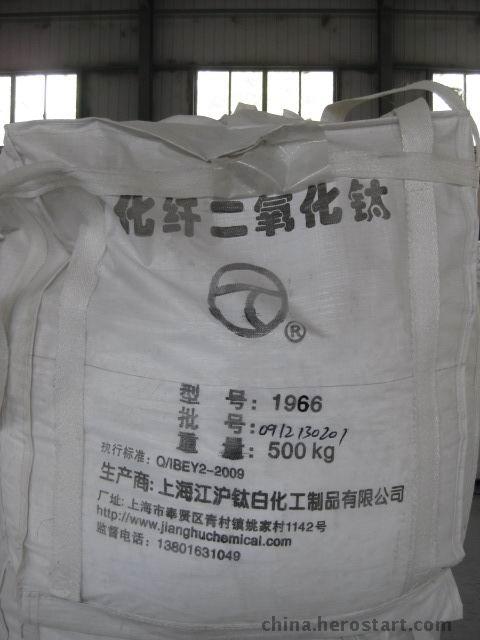 化纤二氧化钛
®
型 号: 1966
批 号: 0912130201
重 量: 500 kg
执行标准: Q/IBEY2-2009
生产商: 上海江沪钛白化工制品有限公司
厂址: 上海市奉贤区青村镇姚家村1142号
http://www.jianghuchemical.com
监督电话: 13801631049
china.herostart.com